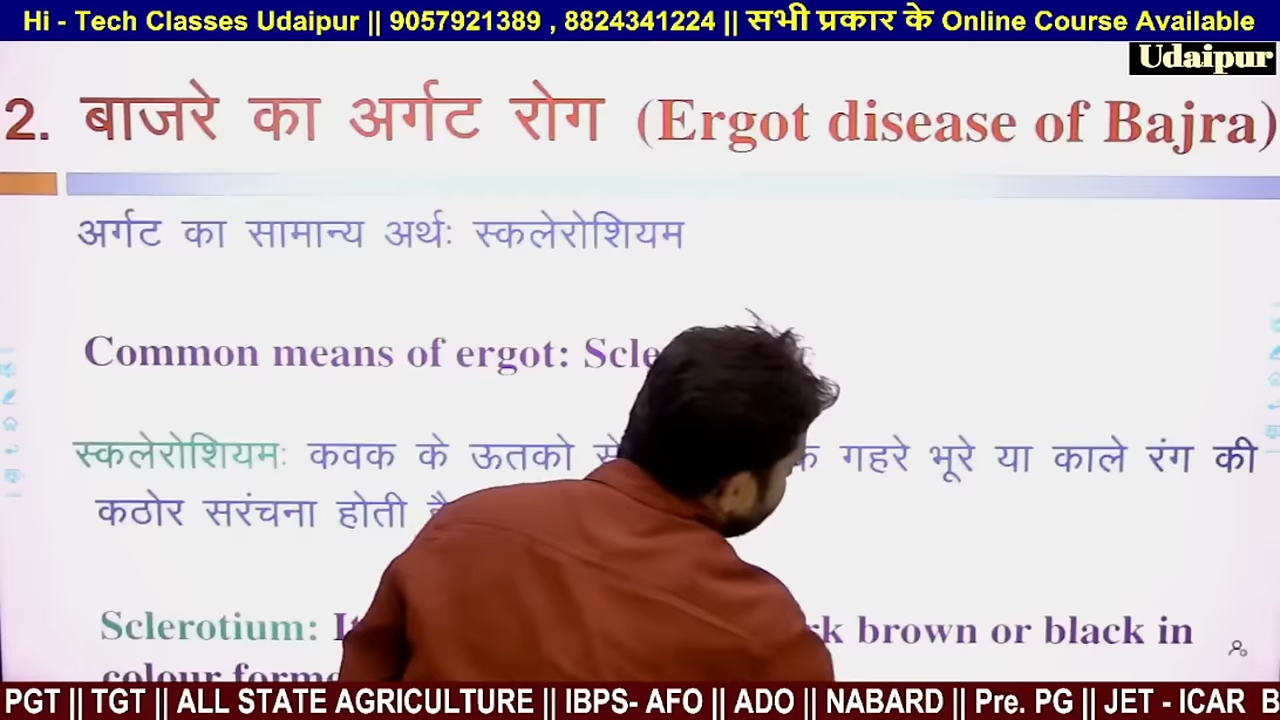 Hi - Tech Classes Udaipur || 9057921389 , 8824341224 || सभी प्रकार के Online Course Available
Udaipur
2. बाजरे का अर्गट रोग (Ergot disease of Bajra)
अर्गट का सामान्य अर्थः स्कलेरोशियम
Common means of ergot: Scle
स्कलेरोशियमः कवक के ऊतको से गहरे भूरे या काले रंग की
कठोर सरंचना होती
Sclerotium: brown or black in
colour
PGT || TGT || ALL STATE AGRICULTURE || IBPS- AFO || ADO || NABARD || Pre. PG || JET - ICAR B